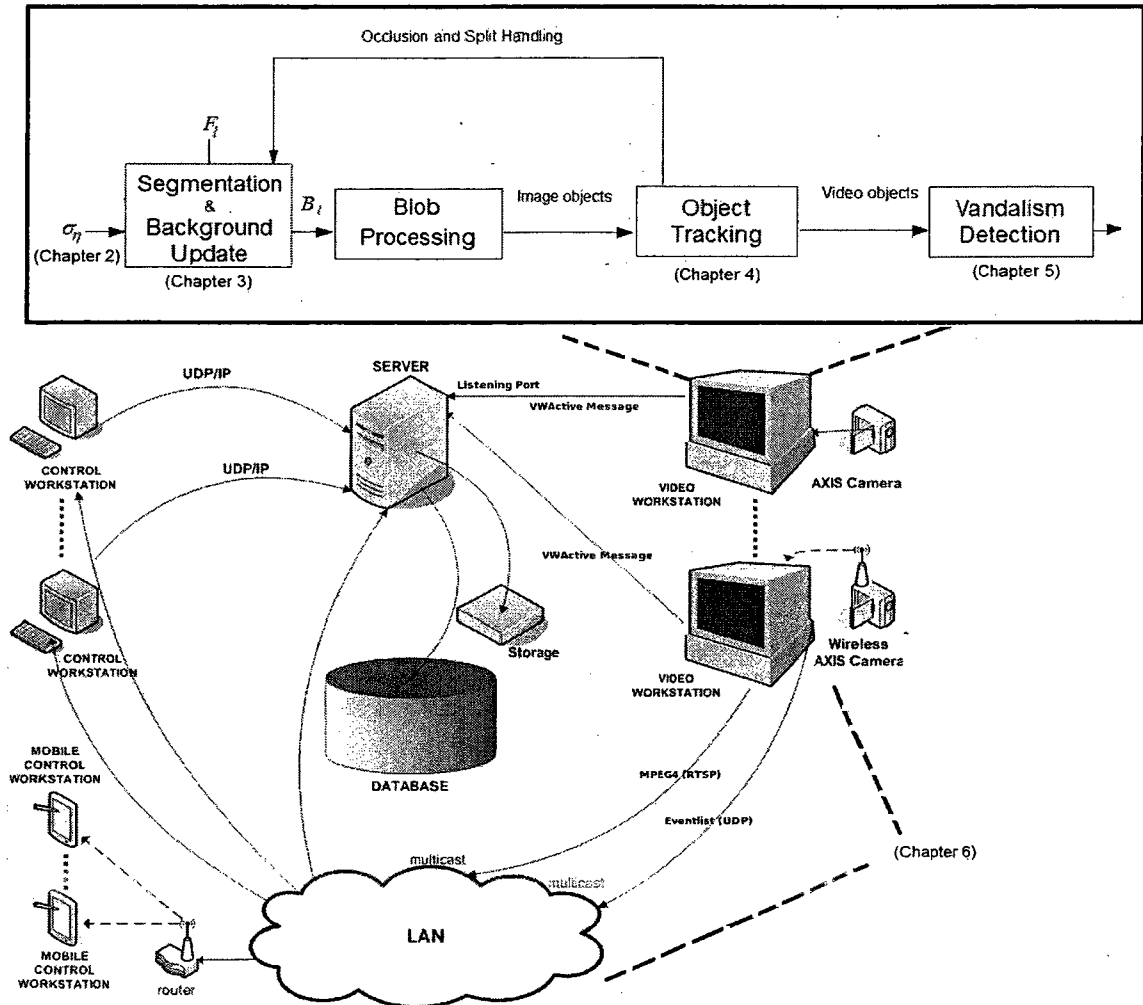 Occlusion and Split Handling
F_t
Segmentation
&
Background
Update
(Chapter 3)
σ_η
(Chapter 2)
B_t
Blob
Processing
Image objects
Object
Tracking
(Chapter 4)
Video objects
Vandalism
Detection
(Chapter 5)
UDP/IP
SERVER
Listening Port
VWActive Message
CONTROL
WORKSTATION
UDP/IP
VIDEO
WORKSTATION
AXIS Camera
VWActive Message
CONTROL
WORKSTATION
Storage
Wireless
AXIS Camera
VIDEO
WORKSTATION
MOBILE
CONTROL
WORKSTATION
DATABASE
MPEG4 (RTSP)
Eventlist (UDP)
(Chapter 6)
multicast
multicast
LAN
MOBILE
CONTROL
WORKSTATION
router